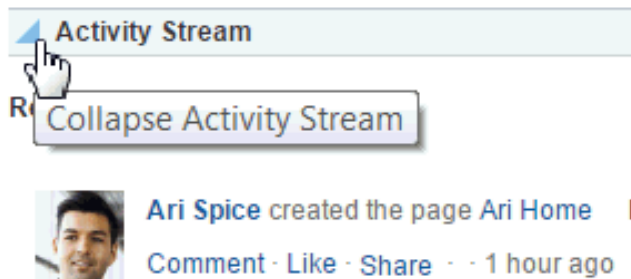 Activity Stream
Collapse Activity Stream
Ari Spice created the page Ari Home
Comment · Like · Share · · 1 hour ago